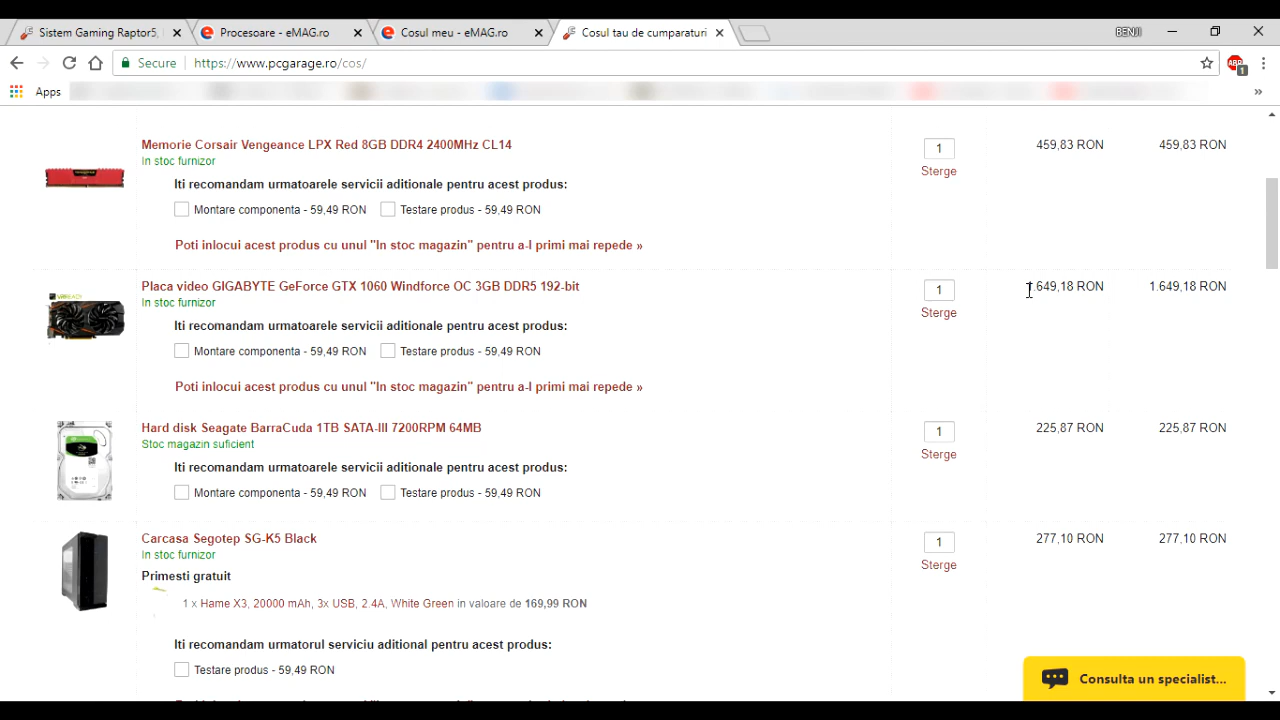 Sistem Gaming Raptor5,
Procesoare - eMAG.ro
Cosul meu - eMAG.ro
Cosul tau de cumparaturi
BENJI
Secure
https://www.pcgarage.ro/cos/
ABP
1
Apps
Memorie Corsair Vengeance LPX Red 8GB DDR4 2400MHz CL14
1
459,83 RON
459,83 RON
In stoc furnizor
Sterge
Iti recomandam urmatoarele servicii aditionale pentru acest produs:
Montare componenta - 59,49 RON
Testare produs - 59,49 RON
Poti inlocui acest produs cu unul "In stoc magazin" pentru a-l primi mai repede »
Placa video GIGABYTE GeForce GTX 1060 Windforce OC 3GB DDR5 192-bit
1
1.649,18 RON
1.649,18 RON
In stoc furnizor
Sterge
Iti recomandam urmatoarele servicii aditionale pentru acest produs:
Montare componenta - 59,49 RON
Testare produs - 59,49 RON
Poti inlocui acest produs cu unul "In stoc magazin" pentru a-l primi mai repede »
Hard disk Seagate BarraCuda 1TB SATA-III 7200RPM 64MB
1
225,87 RON
225,87 RON
Stoc magazin suficient
Sterge
Iti recomandam urmatoarele servicii aditionale pentru acest produs:
Montare componenta - 59,49 RON
Testare produs - 59,49 RON
Carcasa Segotep SG-K5 Black
1
277,10 RON
277,10 RON
In stoc furnizor
Sterge
Primesti gratuit
1 x Hame X3, 20000 mAh, 3x USB, 2.4A, White Green in valoare de 169,99 RON
Iti recomandam urmatorul serviciu aditional pentru acest produs:
Testare produs - 59,49 RON
Consulta un specialist...